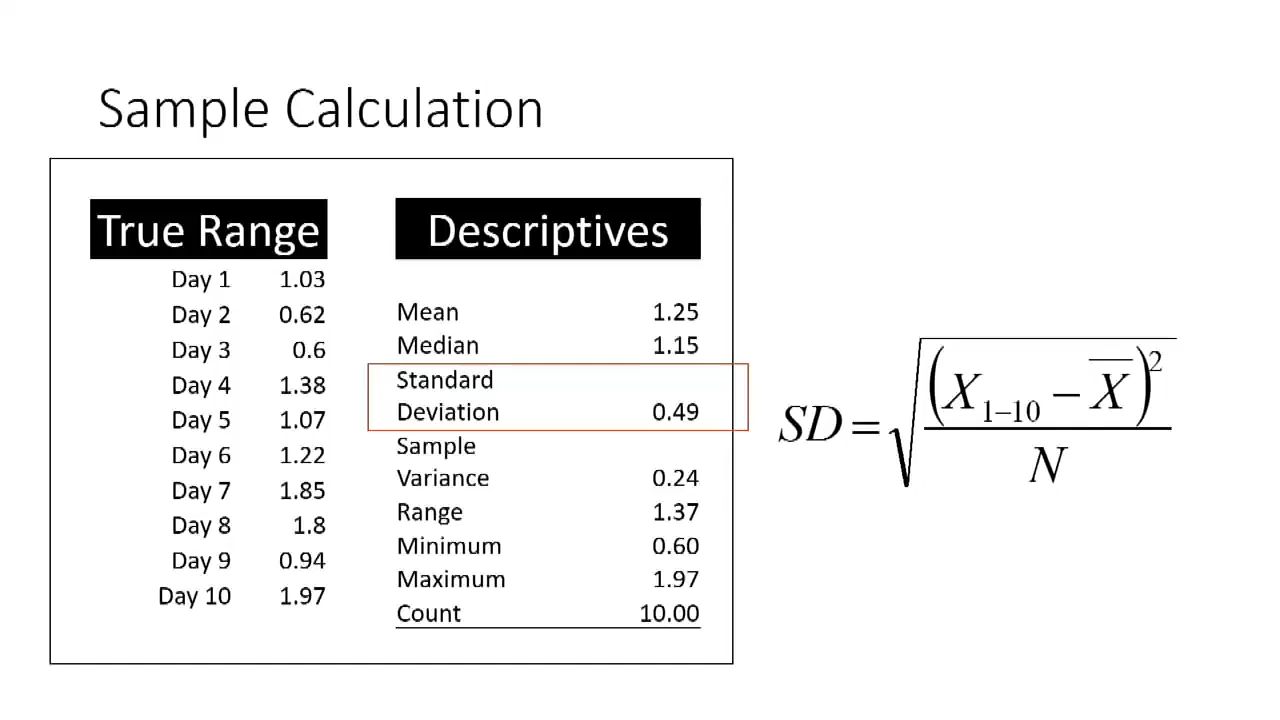 Sample Calculation
True Range
Day 1 1.03
Day 2 0.62
Day 3 0.6
Day 4 1.38
Day 5 1.07
Day 6 1.22
Day 7 1.85
Day 8 1.8
Day 9 0.94
Day 10 1.97
Descriptives
Mean 1.25
Median 1.15
Standard
Deviation 0.49
Sample
Variance 0.24
Range 1.37
Minimum 0.60
Maximum 1.97
Count 10.00
SD = √((X₁₋₁₀ − X̅)² / N)